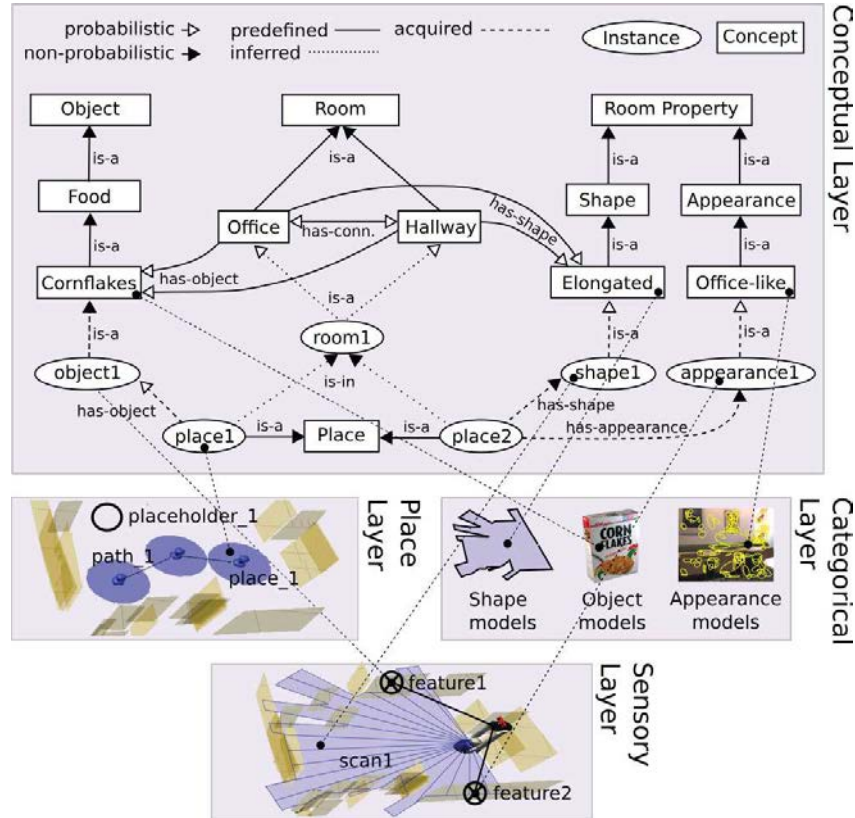 probabilistic
non-probabilistic
predefined
inferred
acquired
Instance
Concept
Conceptual Layer
Object
Room
Room Property
is-a
is-a
is-a
is-a
Food
Shape
Appearance
Office
has-conn.
Hallway
has-shape
is-a
is-a
is-a
has-object
Cornflakes
Elongated
Office-like
is-a
is-a
is-a
is-a
room1
object1
shape1
appearance1
is-in
has-object
has-shape
place1
is-a
Place
is-a
place2
has-appearance
placeholder_1
path_1
place_1
Place
Layer
CORN
FLAKES
Shape
models
Object
models
Appearance
models
Categorical
Layer
feature1
scan1
feature2
Sensory
Layer